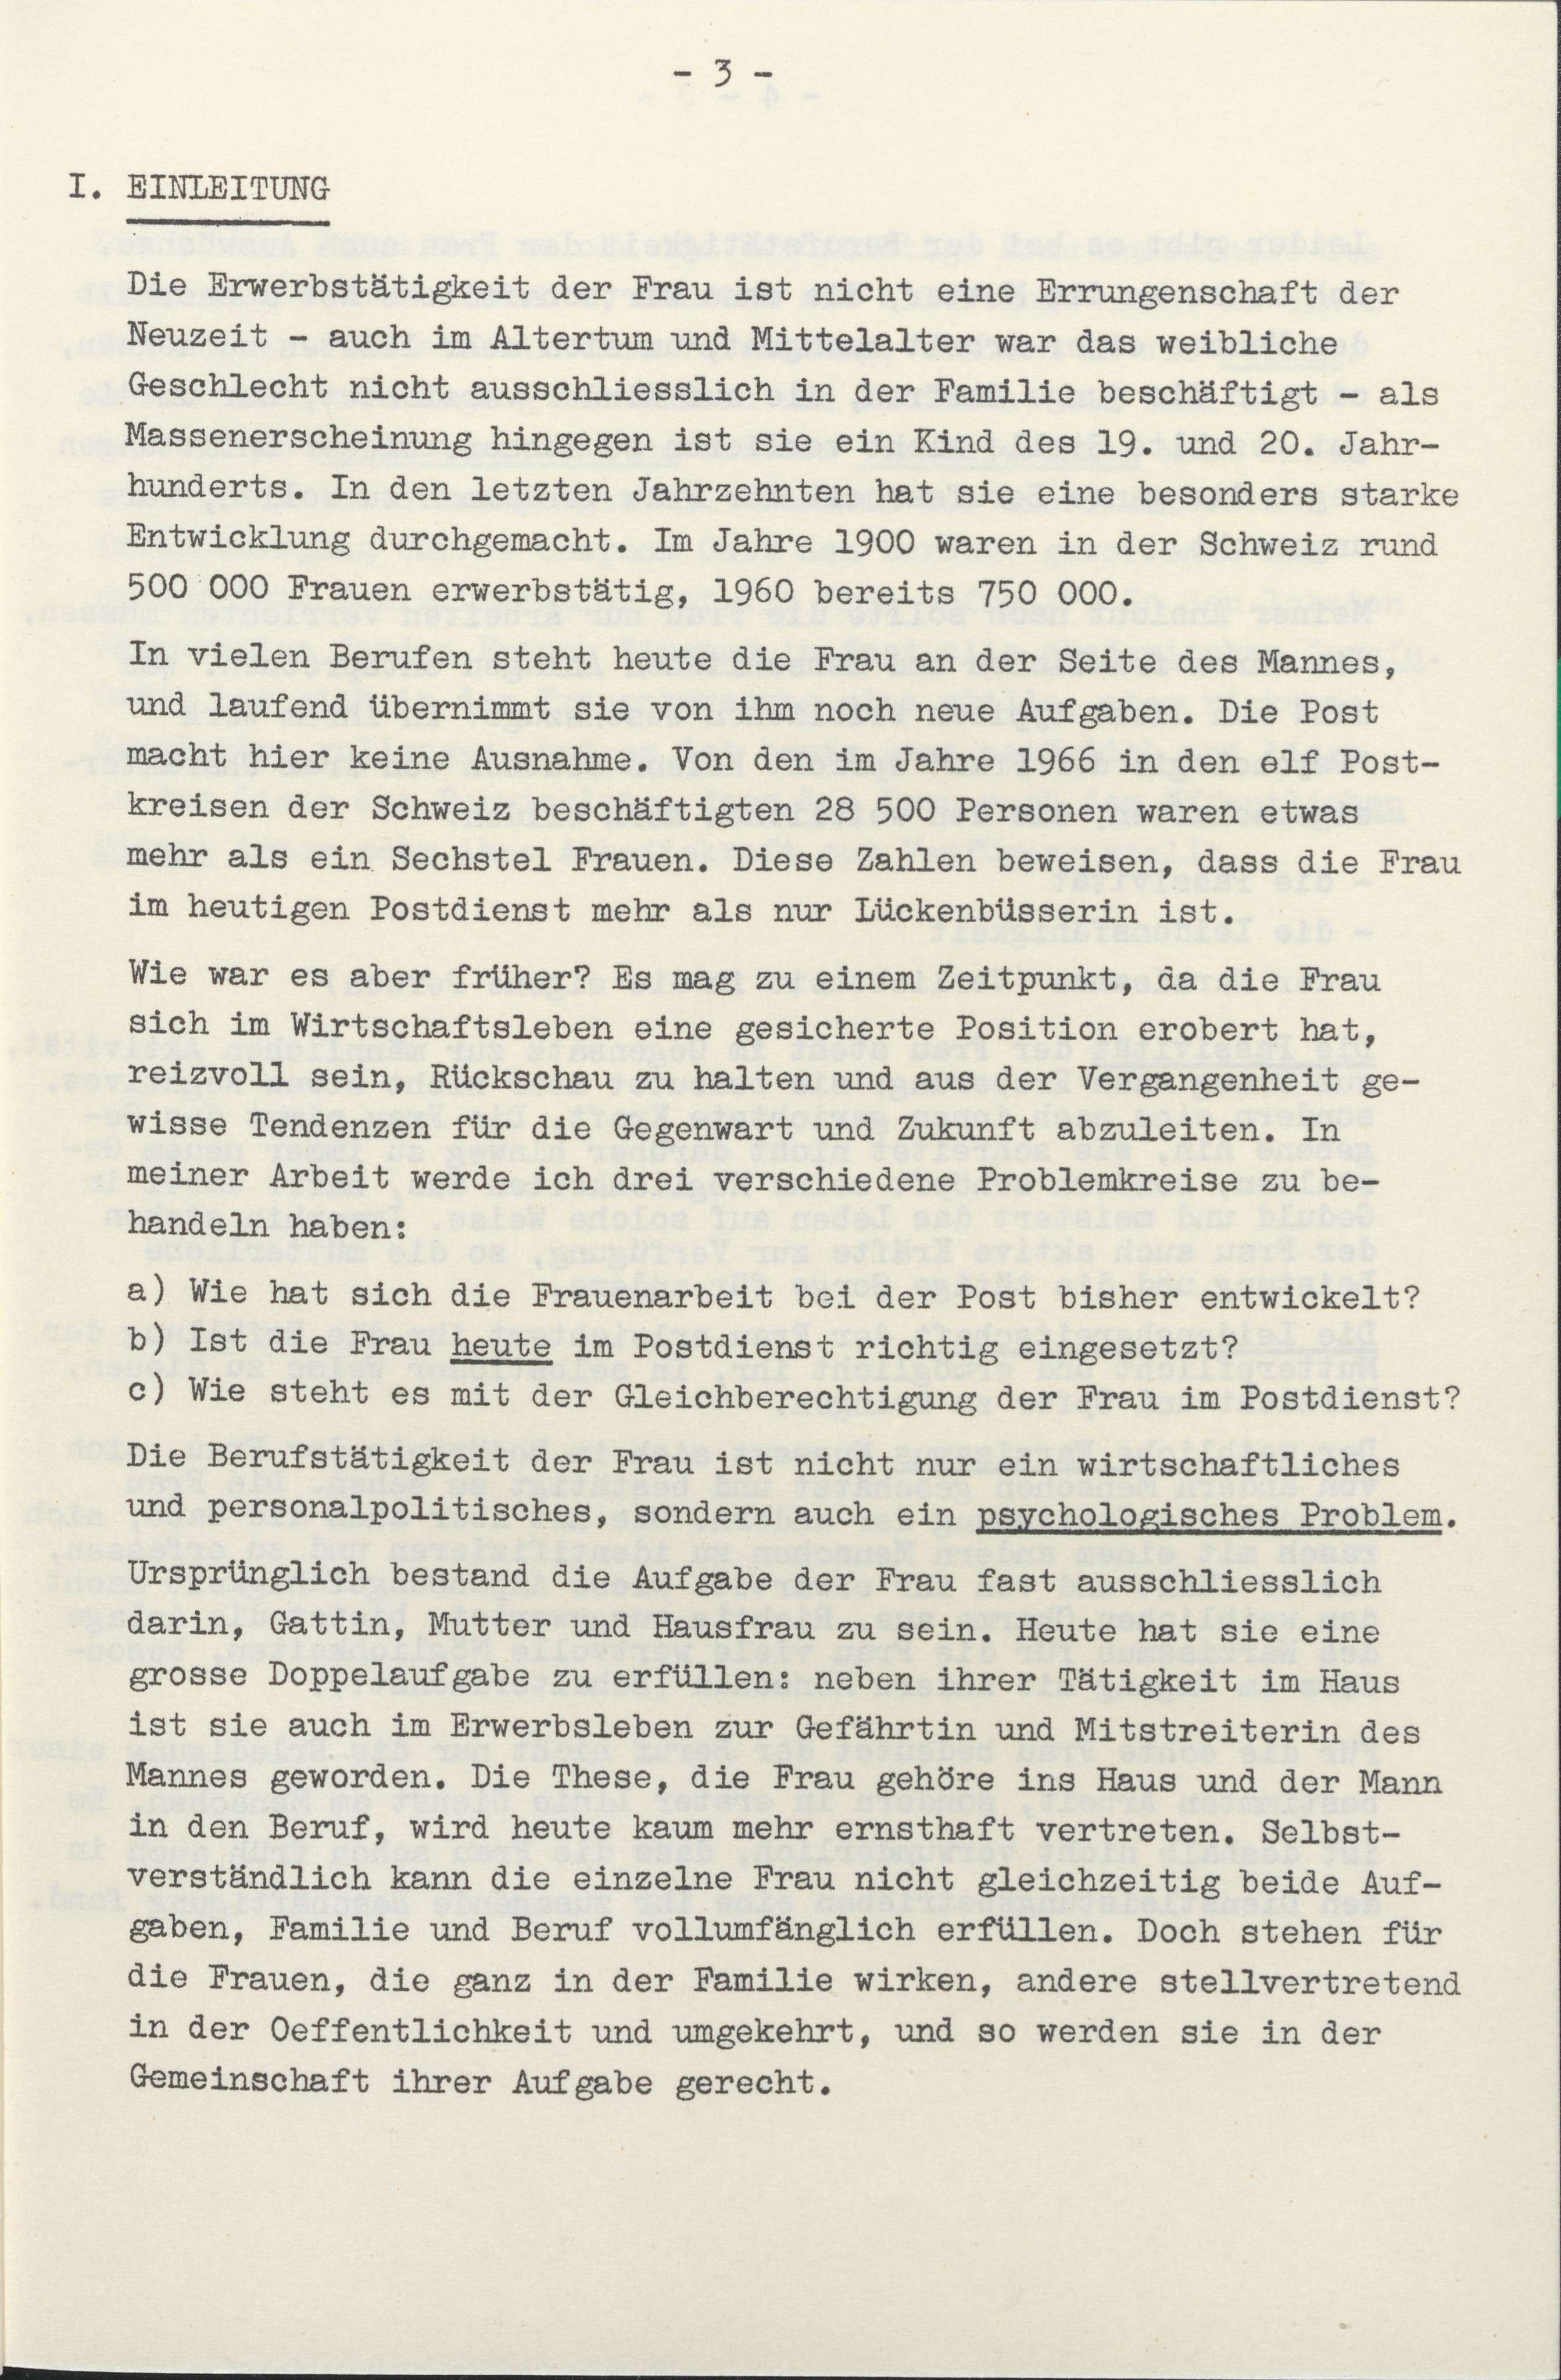 - 3 -
I. EINLEITUNG
Die Erwerbstätigkeit der Frau ist nicht eine Errungenschaft der
Neuzeit - auch im Altertum und Mittelalter war das weibliche
Geschlecht nicht ausschliesslich in der Familie beschäftigt - als
Massenerscheinung hingegen ist sie ein Kind des 19. und 20. Jahr-
hunderts. In den letzten Jahrzehnten hat sie eine besonders starke
Entwicklung durchgemacht. Im Jahre 1900 waren in der Schweiz rund
500 000 Frauen erwerbstätig, 1960 bereits 750 000.
In vielen Berufen steht heute die Frau an der Seite des Mannes,
und laufend übernimmt sie von ihm noch neue Aufgaben. Die Post
macht hier keine Ausnahme. Von den im Jahre 1966 in den elf Post-
kreisen der Schweiz beschäftigten 28 500 Personen waren etwas
mehr als ein Sechstel Frauen. Diese Zahlen beweisen, dass die Frau
im heutigen Postdienst mehr als nur Lückenbüsserin ist.
Wie war es aber früher? Es mag zu einem Zeitpunkt, da die Frau
sich im Wirtschaftsleben eine gesicherte Position erobert hat,
reizvoll sein, Rückschau zu halten und aus der Vergangenheit ge-
wisse Tendenzen für die Gegenwart und Zukunft abzuleiten. In
meiner Arbeit werde ich drei verschiedene Problemkreise zu be-
handeln haben:
a) Wie hat sich die Frauenarbeit bei der Post bisher entwickelt?
b) Ist die Frau heute im Postdienst richtig eingesetzt?
c) Wie steht es mit der Gleichberechtigung der Frau im Postdienst?
Die Berufstätigkeit der Frau ist nicht nur ein wirtschaftliches
und personalpolitisches, sondern auch ein psychologisches Problem.
Ursprünglich bestand die Aufgabe der Frau fast ausschliesslich
darin, Gattin, Mutter und Hausfrau zu sein. Heute hat sie eine
grosse Doppelaufgabe zu erfüllen: neben ihrer Tätigkeit im Haus
ist sie auch im Erwerbsleben zur Gefährtin und Mitstreiterin des
Mannes geworden. Die These, die Frau gehöre ins Haus und der Mann
in den Beruf, wird heute kaum mehr ernsthaft vertreten. Selbst-
verständlich kann die einzelne Frau nicht gleichzeitig beide Auf-
gaben, Familie und Beruf vollumfänglich erfüllen. Doch stehen für
die Frauen, die ganz in der Familie wirken, andere stellvertretend
in der Oeffentlichkeit und umgekehrt, und so werden sie in der
Gemeinschaft ihrer Aufgabe gerecht.